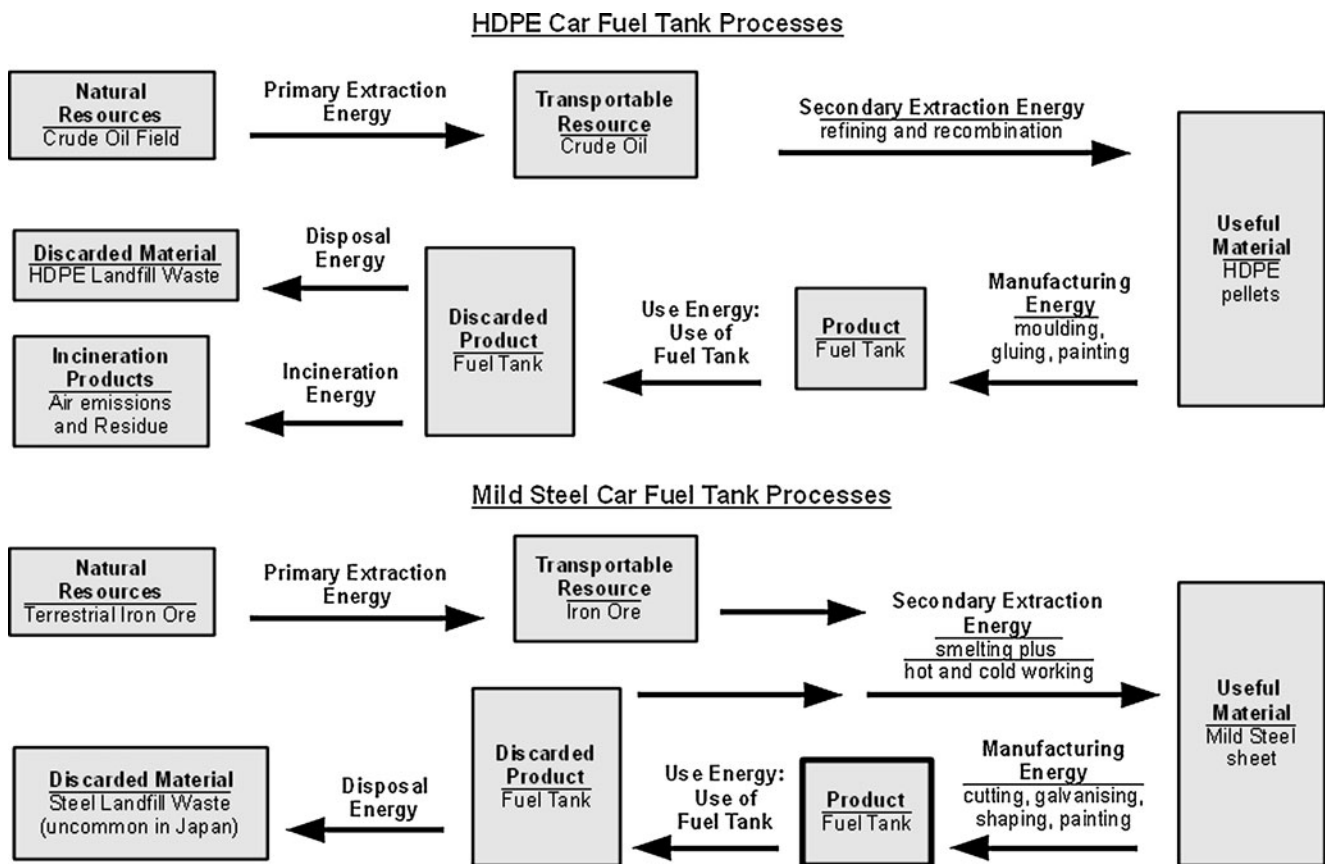 HDPE Car Fuel Tank Processes
Natural
Resources
Crude Oil Field
Primary Extraction
Energy
Transportable
Resource
Crude Oil
Secondary Extraction Energy
refining and recombination
Useful
Material
HDPE
pellets
Manufacturing
Energy
moulding,
gluing, painting
Product
Fuel Tank
Use Energy:
Use of
Fuel Tank
Discarded
Product
Fuel Tank
Disposal
Energy
Discarded Material
HDPE Landfill Waste
Incineration
Energy
Incineration
Products
Air emissions
and Residue
Mild Steel Car Fuel Tank Processes
Natural
Resources
Terrestrial Iron Ore
Primary Extraction
Energy
Transportable
Resource
Iron Ore
Secondary Extraction
Energy
smelting plus
hot and cold working
Useful
Material
Mild Steel
sheet
Manufacturing
Energy
cutting, galvanising,
shaping, painting
Product
Fuel Tank
Use Energy:
Use of
Fuel Tank
Discarded
Product
Fuel Tank
Disposal
Energy
Discarded Material
Steel Landfill Waste
(uncommon in Japan)